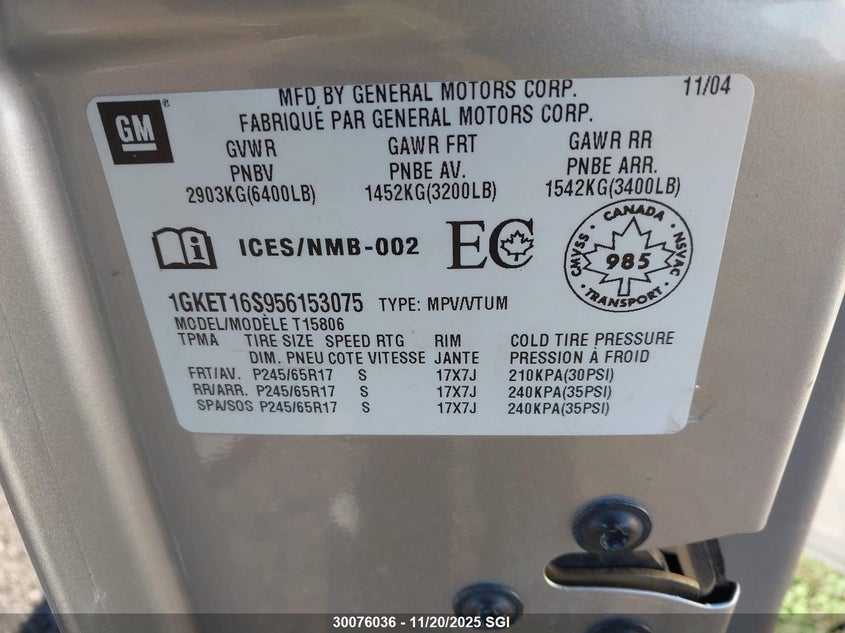 GM
MFD BY GENERAL MOTORS CORP. 11/04
FABRIQUÉ PAR GENERAL MOTORS CORP.
GVWR GAWR FRT GAWR RR
PNBV PNBE AV. PNBE ARR.
2903KG(6400LB) 1452KG(3200LB) 1542KG(3400LB)
i ICES/NMB-002 EC
CANADA
CMVSS 985 NSVAC
TRANSPORT
1GKET16S956153075 TYPE: MPV/VTUM
MODEL/MODÈLE T15806
TPMA TIRE SIZE SPEED RTG RIM COLD TIRE PRESSURE
DIM. PNEU COTE VITESSE JANTE PRESSION À FROID
FRT/AV. P245/65R17 S 17X7J 210KPA(30PSI)
RR/ARR. P245/65R17 S 17X7J 240KPA(35PSI)
SPA/SOS P245/65R17 S 17X7J 240KPA(35PSI)
30076036 - 11/20/2025 SGI